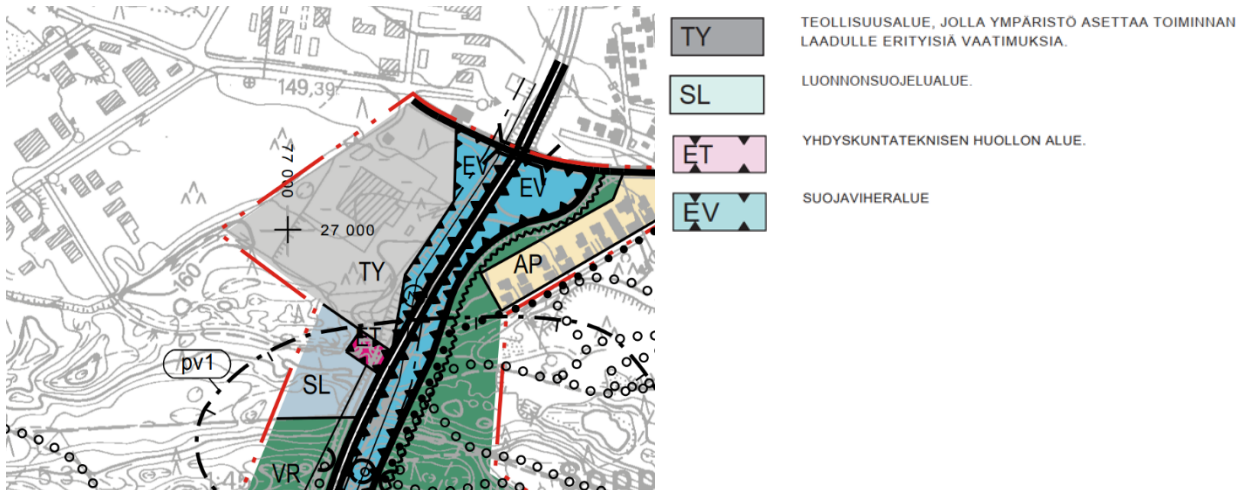 149,39
77 000
27 000
EV
EV
TY
AP
160
ET
pv1
SL
VR
TY
TEOLLISUUSALUE, JOLLA YMPÄRISTÖ ASETTAA TOIMINNAN
LAADULLE ERITYISIÄ VAATIMUKSIA.
SL
LUONNONSUOJELUALUE.
ET
YHDYSKUNTATEKNISEN HUOLLON ALUE.
EV
SUOJAVIHERALUE